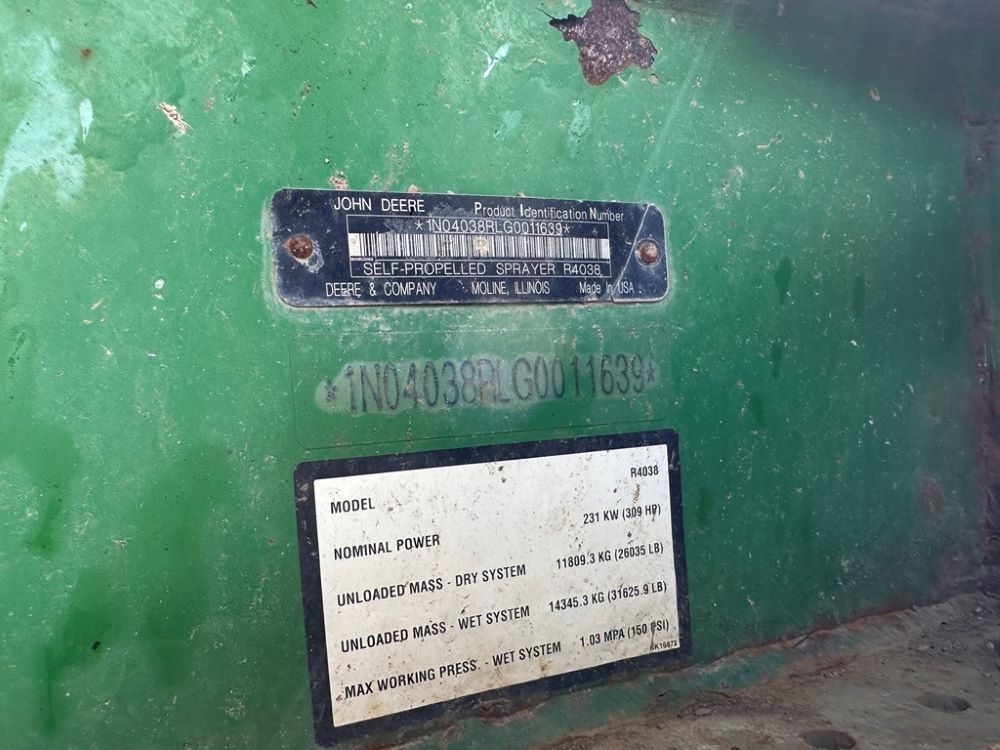 JOHN DEERE Product Identification Number
*1N04038RLG0011639*
SELF-PROPELLED SPRAYER R4038
DEERE & COMPANY MOLINE, ILLINOIS Made In USA
*1N04038RLG0011639*
MODEL R4038
NOMINAL POWER 231 KW (309 HP)
UNLOADED MASS - DRY SYSTEM 11809.3 KG (26035 LB)
UNLOADED MASS - WET SYSTEM 14345.3 KG (31625.9 LB)
MAX WORKING PRESS. - WET SYSTEM 1.03 MPA (150 PSI)